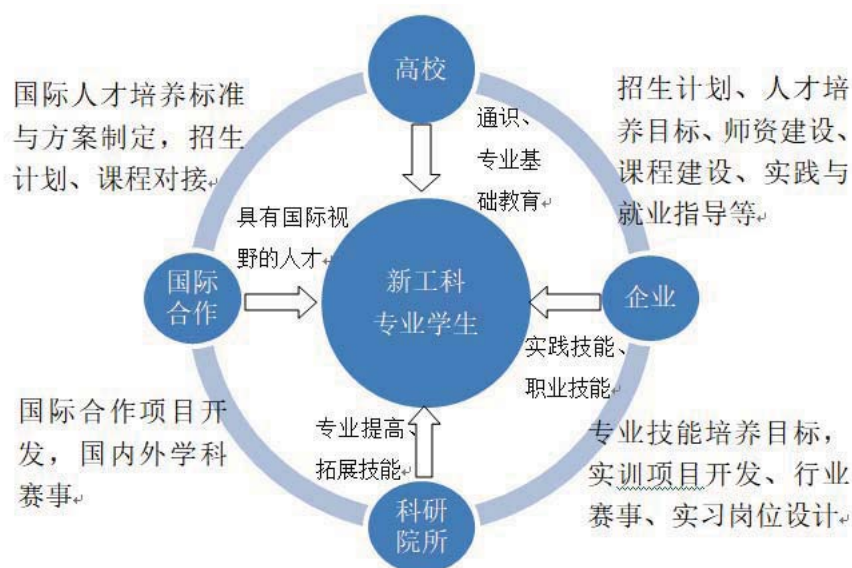 高校
国际人才培养标准
与方案制定，招生
计划、课程对接
招生计划、人才培
养目标、师资建设、
课程建设、实践与
就业指导等
通识、
专业基
础教育
具有国际视
野的人才
国际
合作
新工科
专业学生
企业
实践技能、
职业技能
国际合作项目开
发，国内外学科
赛事
专业提高、
拓展技能
专业技能培养目标，
实训项目开发、行业
赛事、实习岗位设计
科研
院所